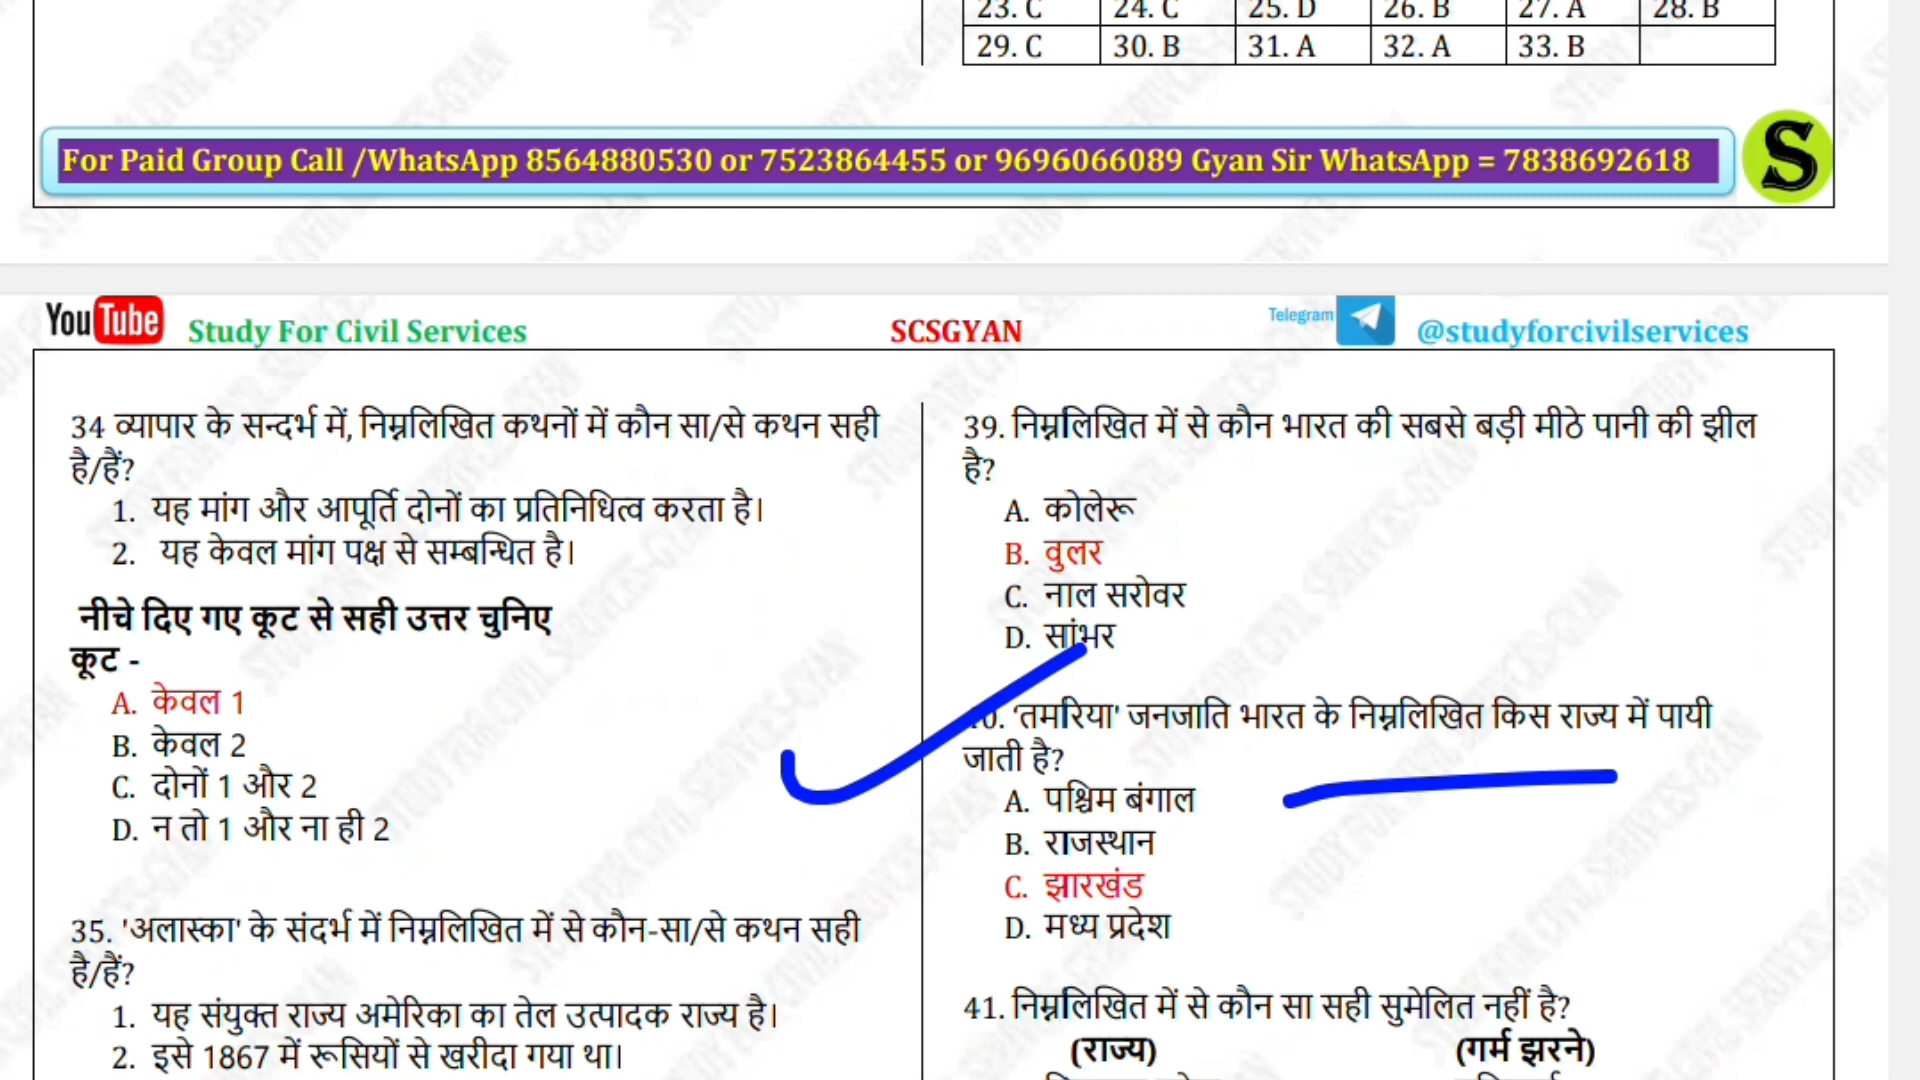 23. C 24. C 25. D 26. B 27. A 28. B
29. C 30. B 31. A 32. A 33. B
For Paid Group Call /WhatsApp 8564880530 or 7523864455 or 9696066089 Gyan Sir WhatsApp = 7838692618
S
YouTube Study For Civil Services SCSGYAN Telegram @studyforcivilservices
34 व्यापार के सन्दर्भ में, निम्नलिखित कथनों में कौन सा/से कथन सही
है/हैं?
1. यह मांग और आपूर्ति दोनों का प्रतिनिधित्व करता है।
2. यह केवल मांग पक्ष से सम्बन्धित है।
नीचे दिए गए कूट से सही उत्तर चुनिए
कूट -
A. केवल 1
B. केवल 2
C. दोनों 1 और 2
D. न तो 1 और ना ही 2
35. 'अलास्का' के संदर्भ में निम्नलिखित में से कौन-सा/से कथन सही
है/हैं?
1. यह संयुक्त राज्य अमेरिका का तेल उत्पादक राज्य है।
2. इसे 1867 में रूसियों से खरीदा गया था।
39. निम्नलिखित में से कौन भारत की सबसे बड़ी मीठे पानी की झील
है?
A. कोलेरू
B. वुलर
C. नाल सरोवर
D. सांभर
40. 'तमरिया' जनजाति भारत के निम्नलिखित किस राज्य में पायी
जाती है?
A. पश्चिम बंगाल
B. राजस्थान
C. झारखंड
D. मध्य प्रदेश
41. निम्नलिखित में से कौन सा सही सुमेलित नहीं है?
(राज्य) (गर्म झरने)